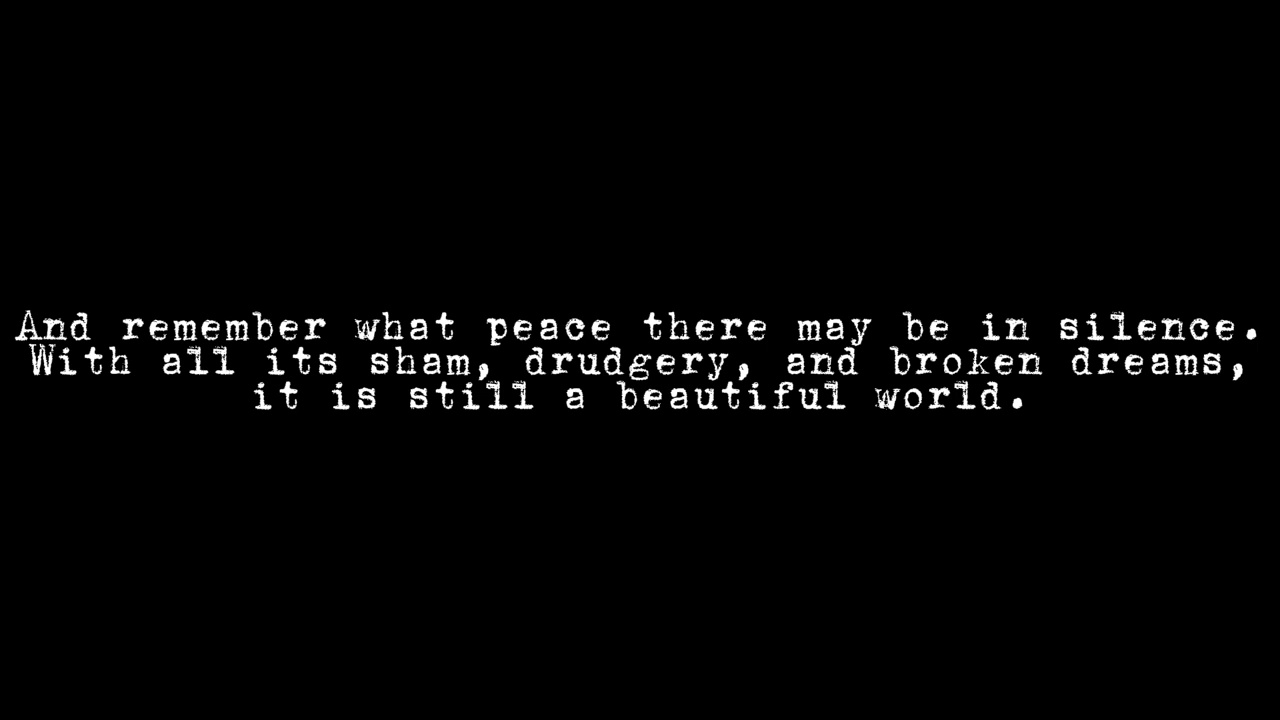 And remember what peace there may be in silence.
With all its sham, drudgery, and broken dreams,
it is still a beautiful world.